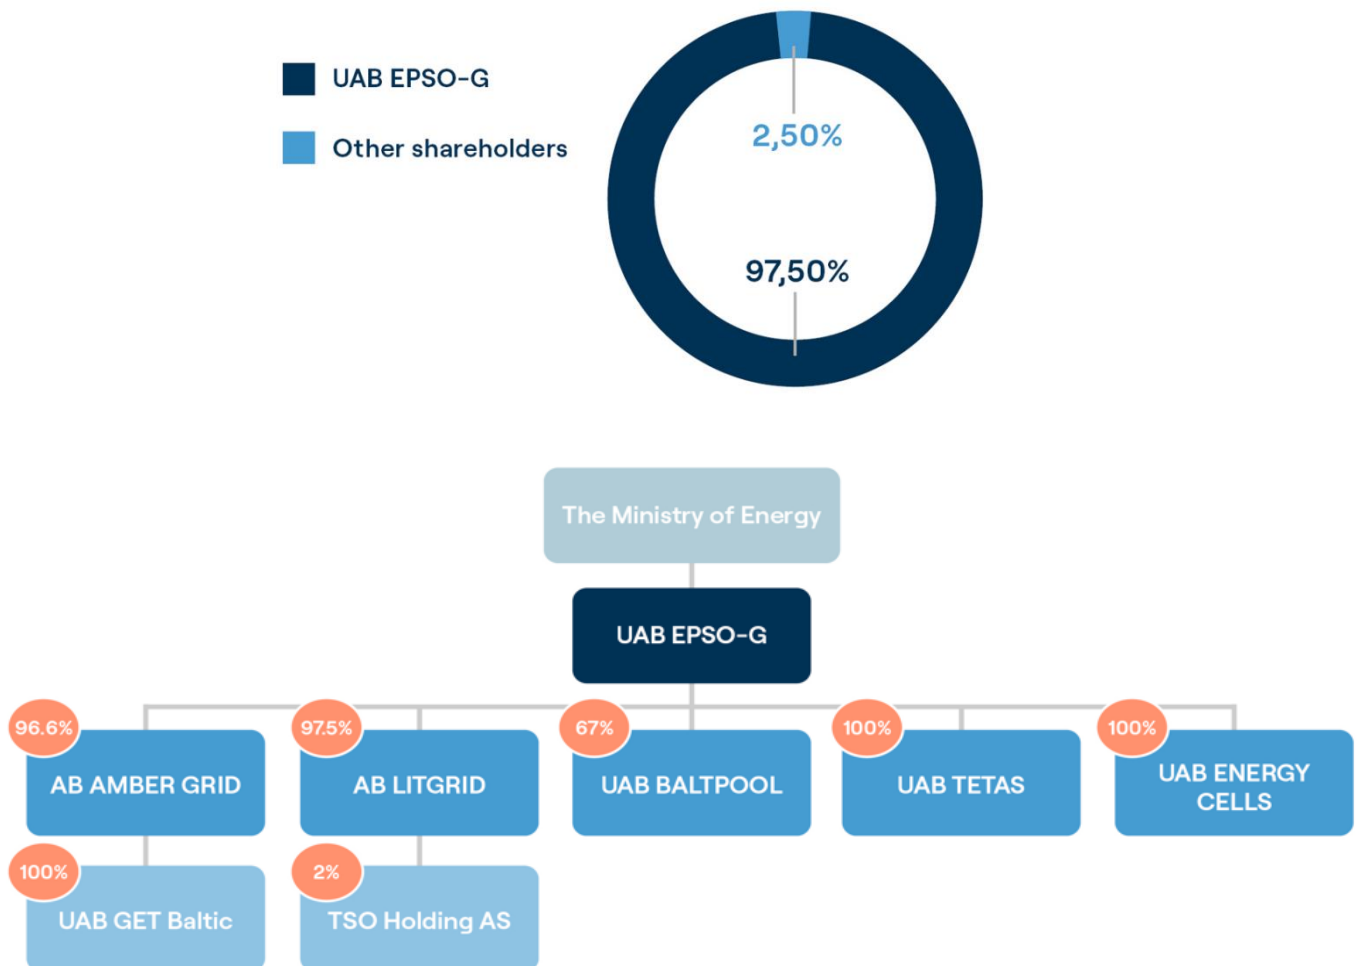 UAB EPSO-G
Other shareholders
2,50%
97,50%
The Ministry of Energy
UAB EPSO-G
96.6%
AB AMBER GRID
97.5%
AB LITGRID
67%
UAB BALTPOOL
100%
UAB TETAS
100%
UAB ENERGY
CELLS
100%
UAB GET Baltic
2%
TSO Holding AS